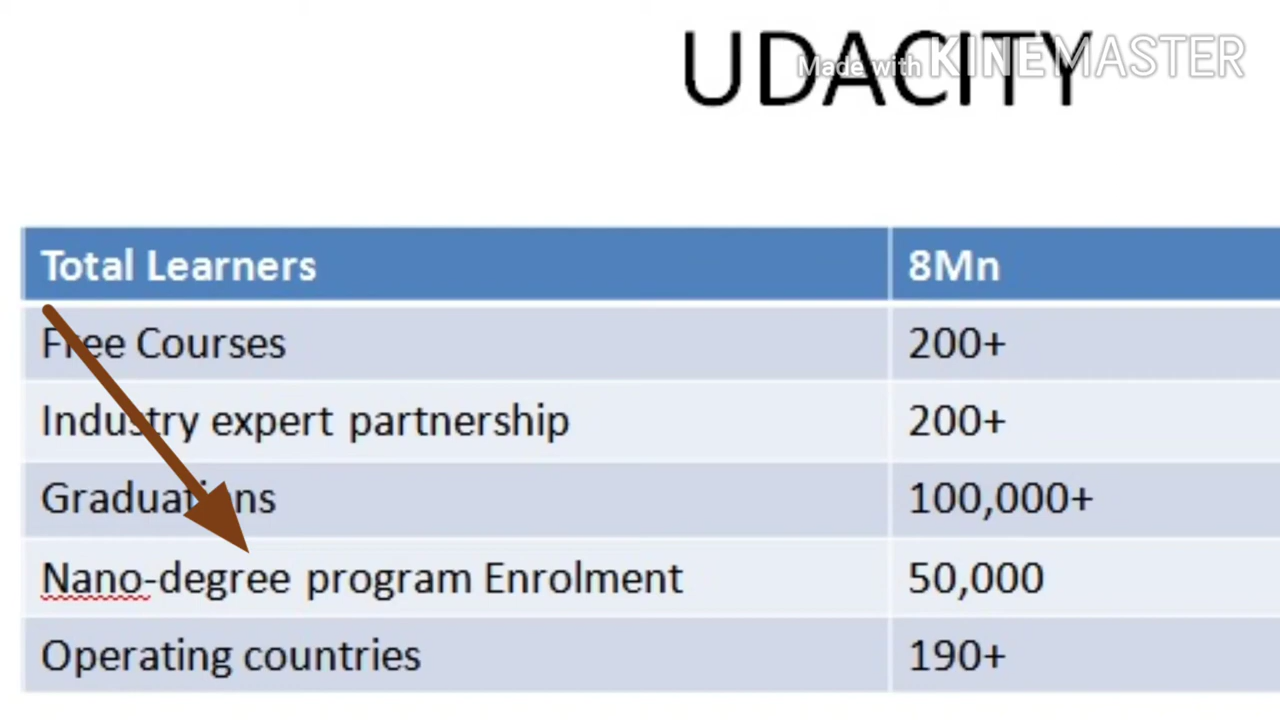 UDACITY
Made with KINEMASTER
Total Learners 8Mn
Free Courses 200+
Industry expert partnership 200+
Graduations 100,000+
Nano-degree program Enrolment 50,000
Operating countries 190+